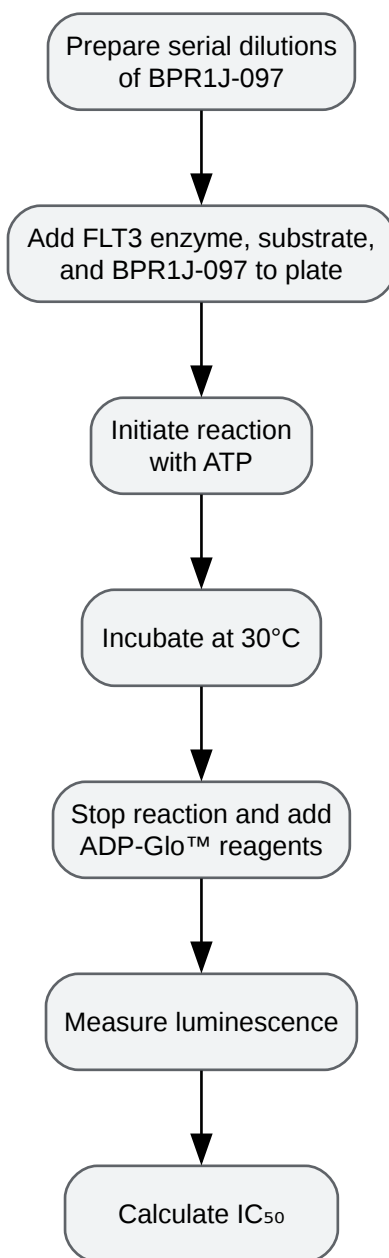 Prepare serial dilutions
of BPR1J-097
Add FLT3 enzyme, substrate,
and BPR1J-097 to plate
Initiate reaction
with ATP
Incubate at 30°C
Stop reaction and add
ADP-Glo™ reagents
Measure luminescence
Calculate IC₅₀